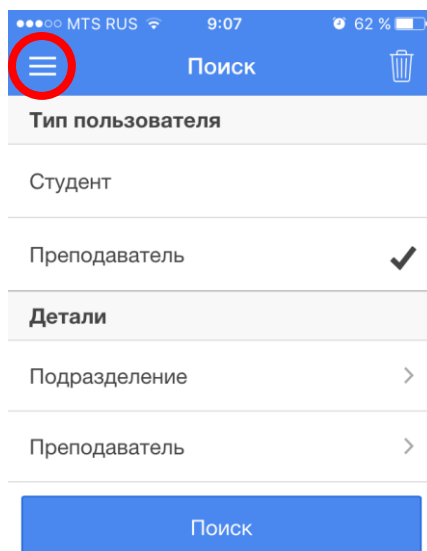 MTS RUS 9:07 62 %
Поиск
Тип пользователя
Студент
Преподаватель
Детали
Подразделение
Преподаватель
Поиск